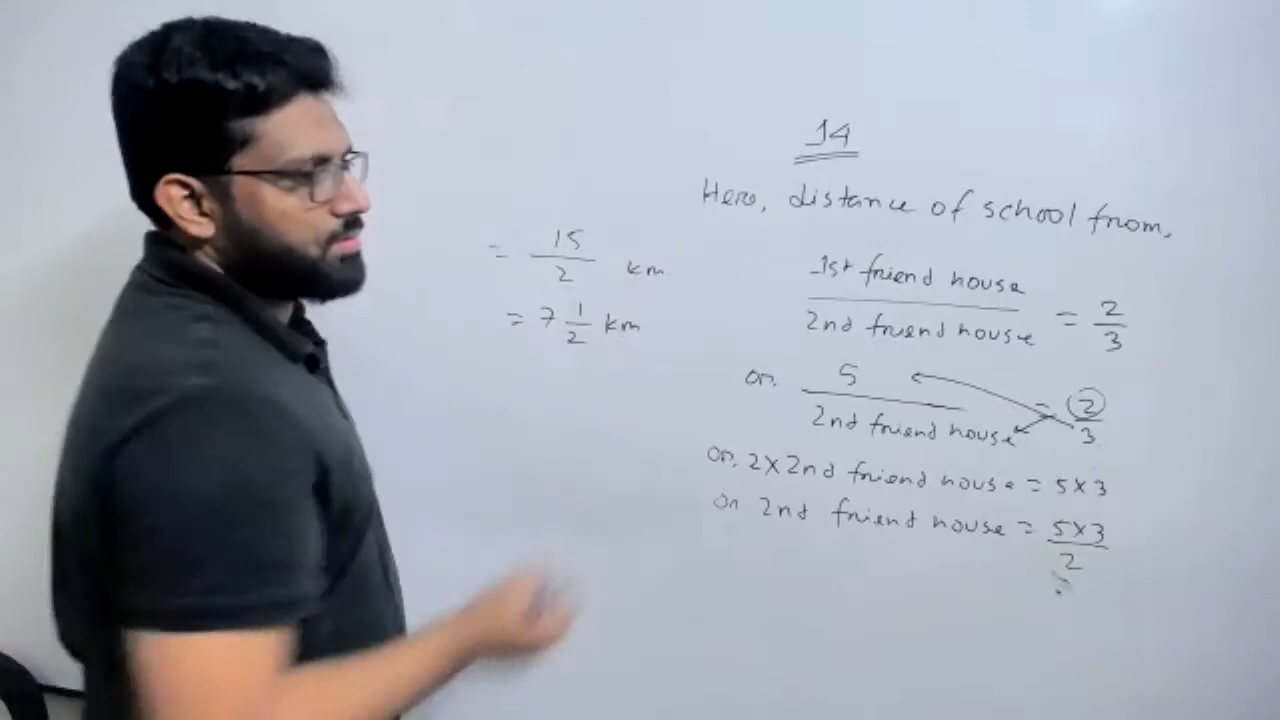 14
Here, distance of school from,
1st friend house
2nd friend house
= 2/3
or. 5
2nd friend house
= 2/3
or. 2×2nd friend house = 5×3
or 2nd friend house = 5×3/2
= 15/2 km
= 7 1/2 km